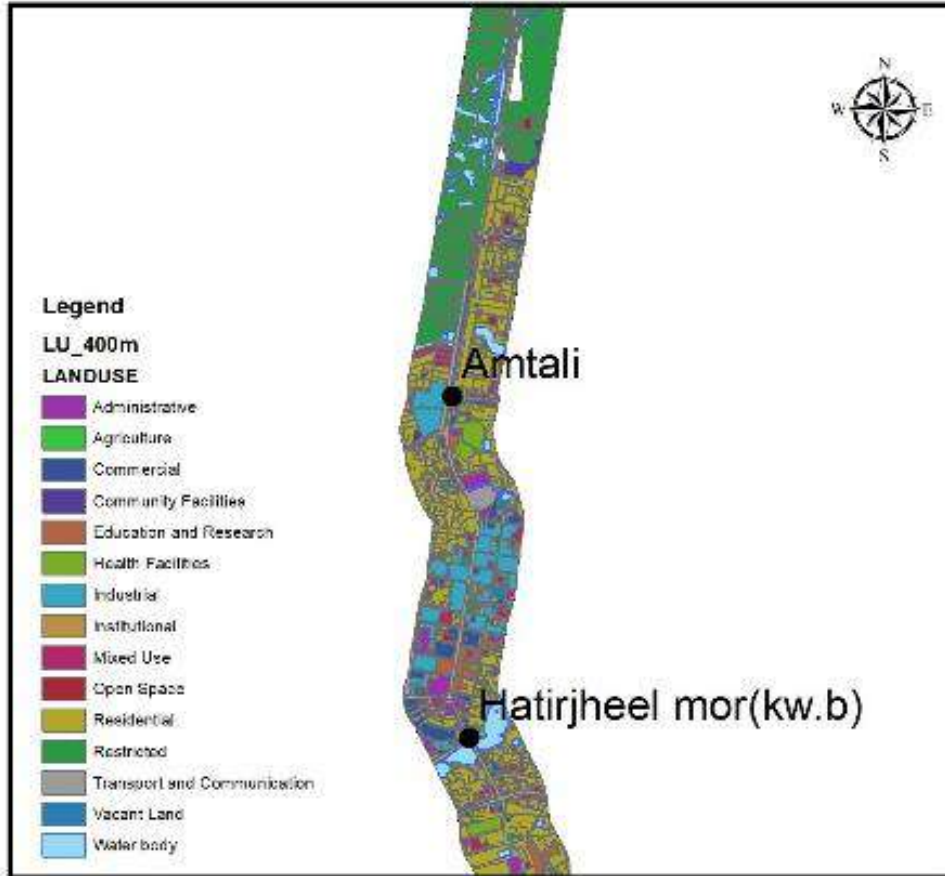 N
W
E
S
Legend
LU_400m
LANDUSE
Administrative
Agriculture
Commercial
Community Facilities
Education and Research
Health Facilities
Industrial
Institutional
Mixed Use
Open Space
Residential
Restricted
Transport and Communication
Vacant Land
Water body
Amtali
Hatirjheel mor(kw.b)